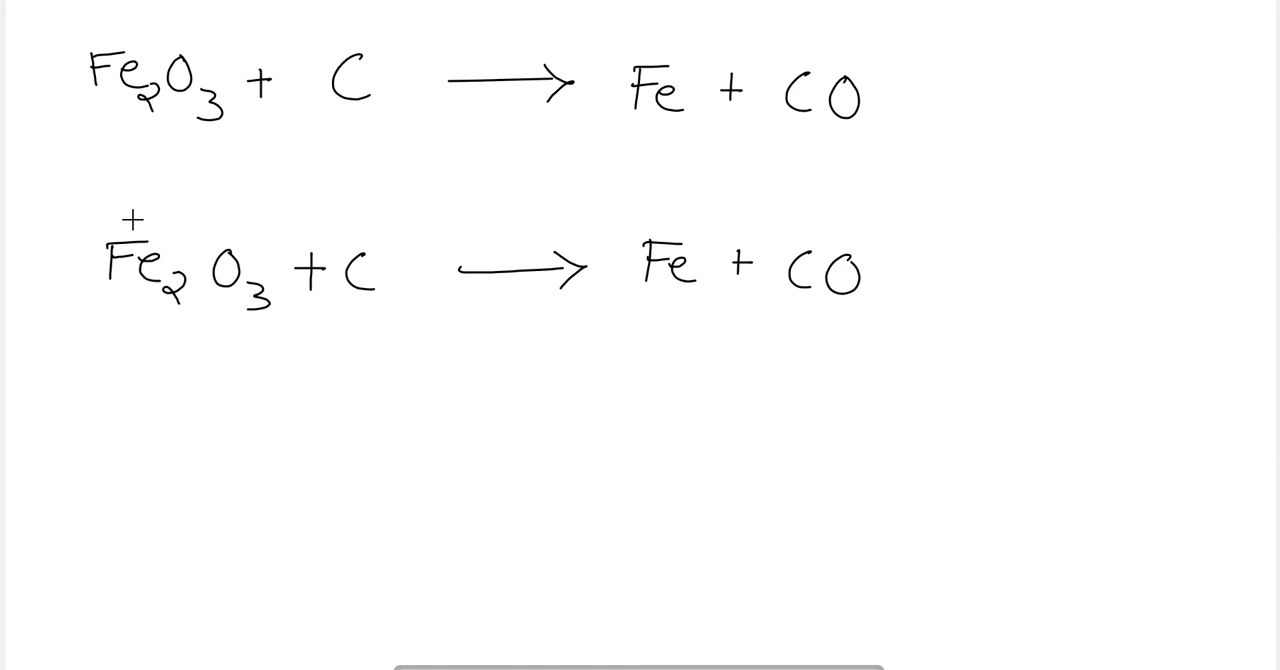 Fe₂O₃ + C ⟶ Fe + CO
+
Fe₂O₃ + C ⟶ Fe + CO